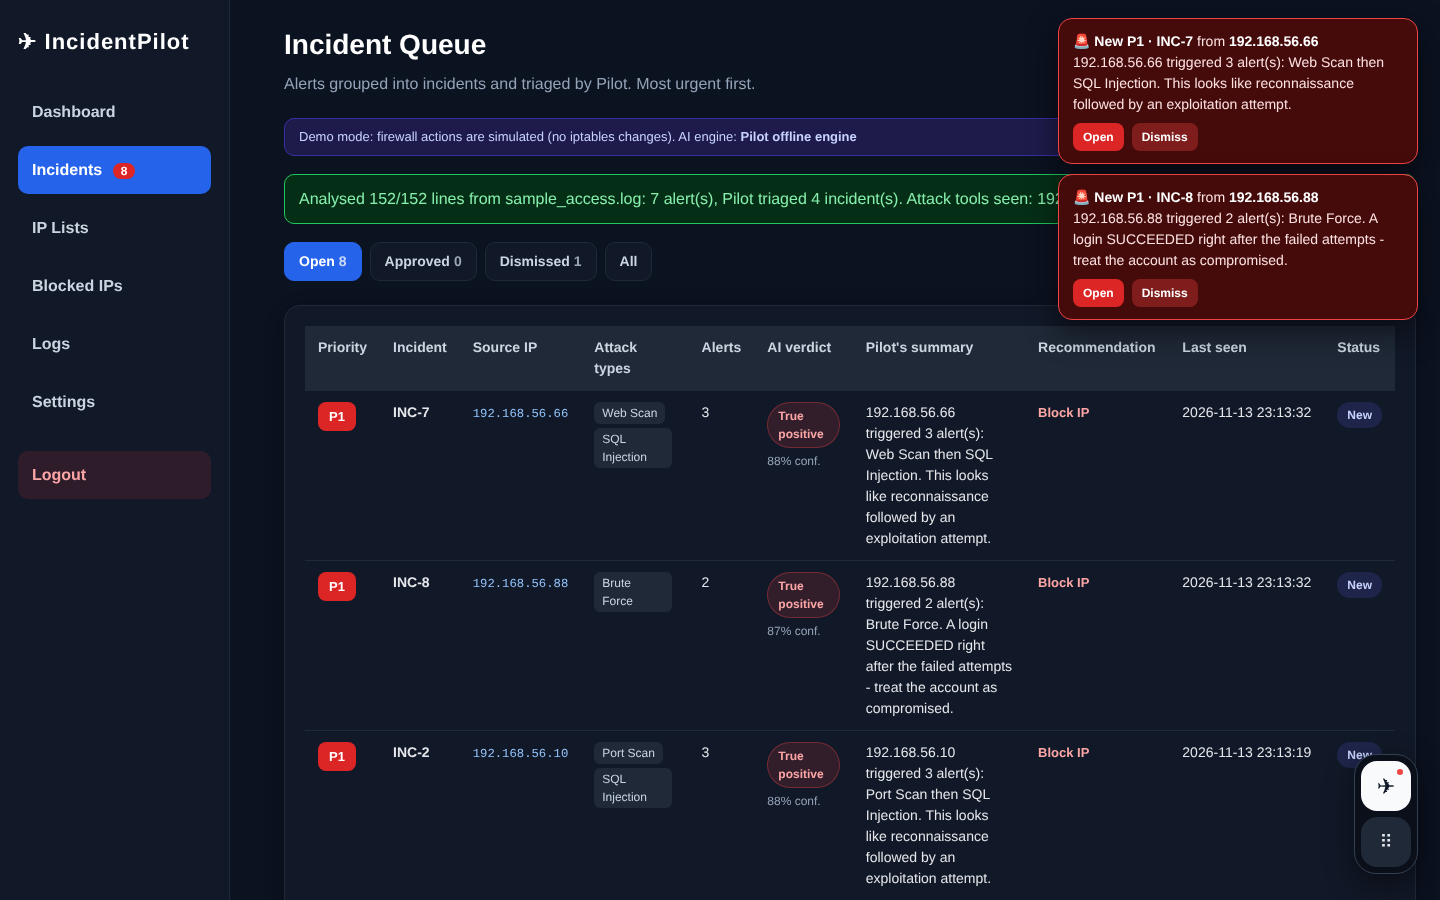 ✈ IncidentPilot
Dashboard
Incidents 8
IP Lists
Blocked IPs
Logs
Settings
Logout
Incident Queue
Alerts grouped into incidents and triaged by Pilot. Most urgent first.
Demo mode: firewall actions are simulated (no iptables changes). AI engine: Pilot offline engine
Analysed 152/152 lines from sample_access.log: 7 alert(s), Pilot triaged 4 incident(s). Attack tools seen: 192
Open 8
Approved 0
Dismissed 1
All
🚨 New P1 · INC-7 from 192.168.56.66
192.168.56.66 triggered 3 alert(s): Web Scan then
SQL Injection. This looks like reconnaissance
followed by an exploitation attempt.
Open
Dismiss
🚨 New P1 · INC-8 from 192.168.56.88
192.168.56.88 triggered 2 alert(s): Brute Force. A
login SUCCEEDED right after the failed attempts -
treat the account as compromised.
Open
Dismiss
Priority
Incident
Source IP
Attack
types
Alerts
AI verdict
Pilot's summary
Recommendation
Last seen
Status
P1
INC-7
192.168.56.66
Web Scan
SQL
Injection
3
True
positive
88% conf.
192.168.56.66
triggered 3 alert(s):
Web Scan then SQL
Injection. This looks
like reconnaissance
followed by an
exploitation attempt.
Block IP
2026-11-13 23:13:32
New
P1
INC-8
192.168.56.88
Brute
Force
2
True
positive
87% conf.
192.168.56.88
triggered 2 alert(s):
Brute Force. A login
SUCCEEDED right
after the failed attempts
- treat the account as
compromised.
Block IP
2026-11-13 23:13:32
New
P1
INC-2
192.168.56.10
Port Scan
SQL
Injection
3
True
positive
88% conf.
192.168.56.10
triggered 3 alert(s):
Port Scan then SQL
Injection. This looks
like reconnaissance
followed by an
exploitation attempt.
Block IP
2026-11-13 23:13:19
New